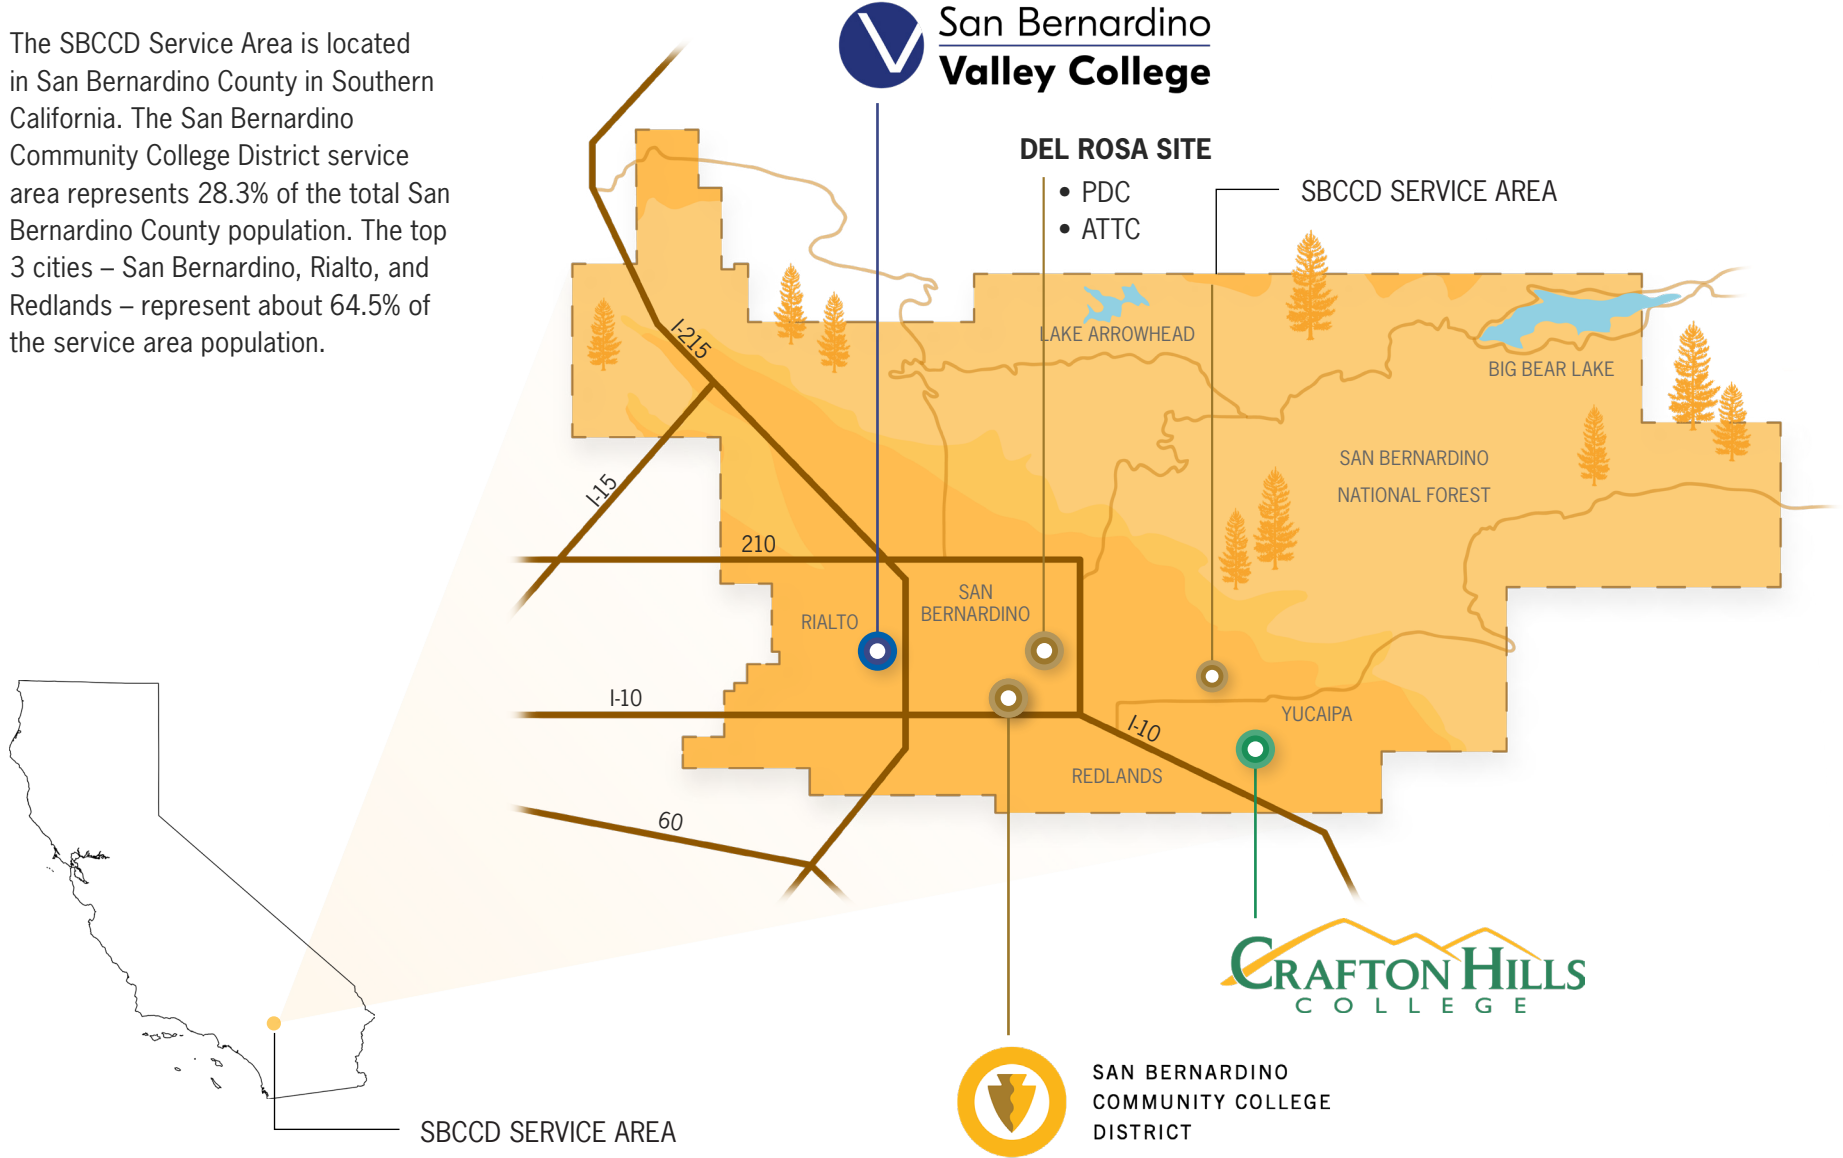 The SBCCD Service Area is located
in San Bernardino County in Southern
California. The San Bernardino
Community College District service
area represents 28.3% of the total San
Bernardino County population. The top
3 cities – San Bernardino, Rialto, and
Redlands – represent about 64.5% of
the service area population.
San Bernardino
Valley College
DEL ROSA SITE
• PDC
• ATTC
SBCCD SERVICE AREA
I-215
LAKE ARROWHEAD
BIG BEAR LAKE
SAN BERNARDINO
NATIONAL FOREST
I-15
210
RIALTO
SAN
BERNARDINO
I-10
I-10
YUCAIPA
REDLANDS
60
CRAFTON HILLS
COLLEGE
SAN BERNARDINO
COMMUNITY COLLEGE
DISTRICT
SBCCD SERVICE AREA